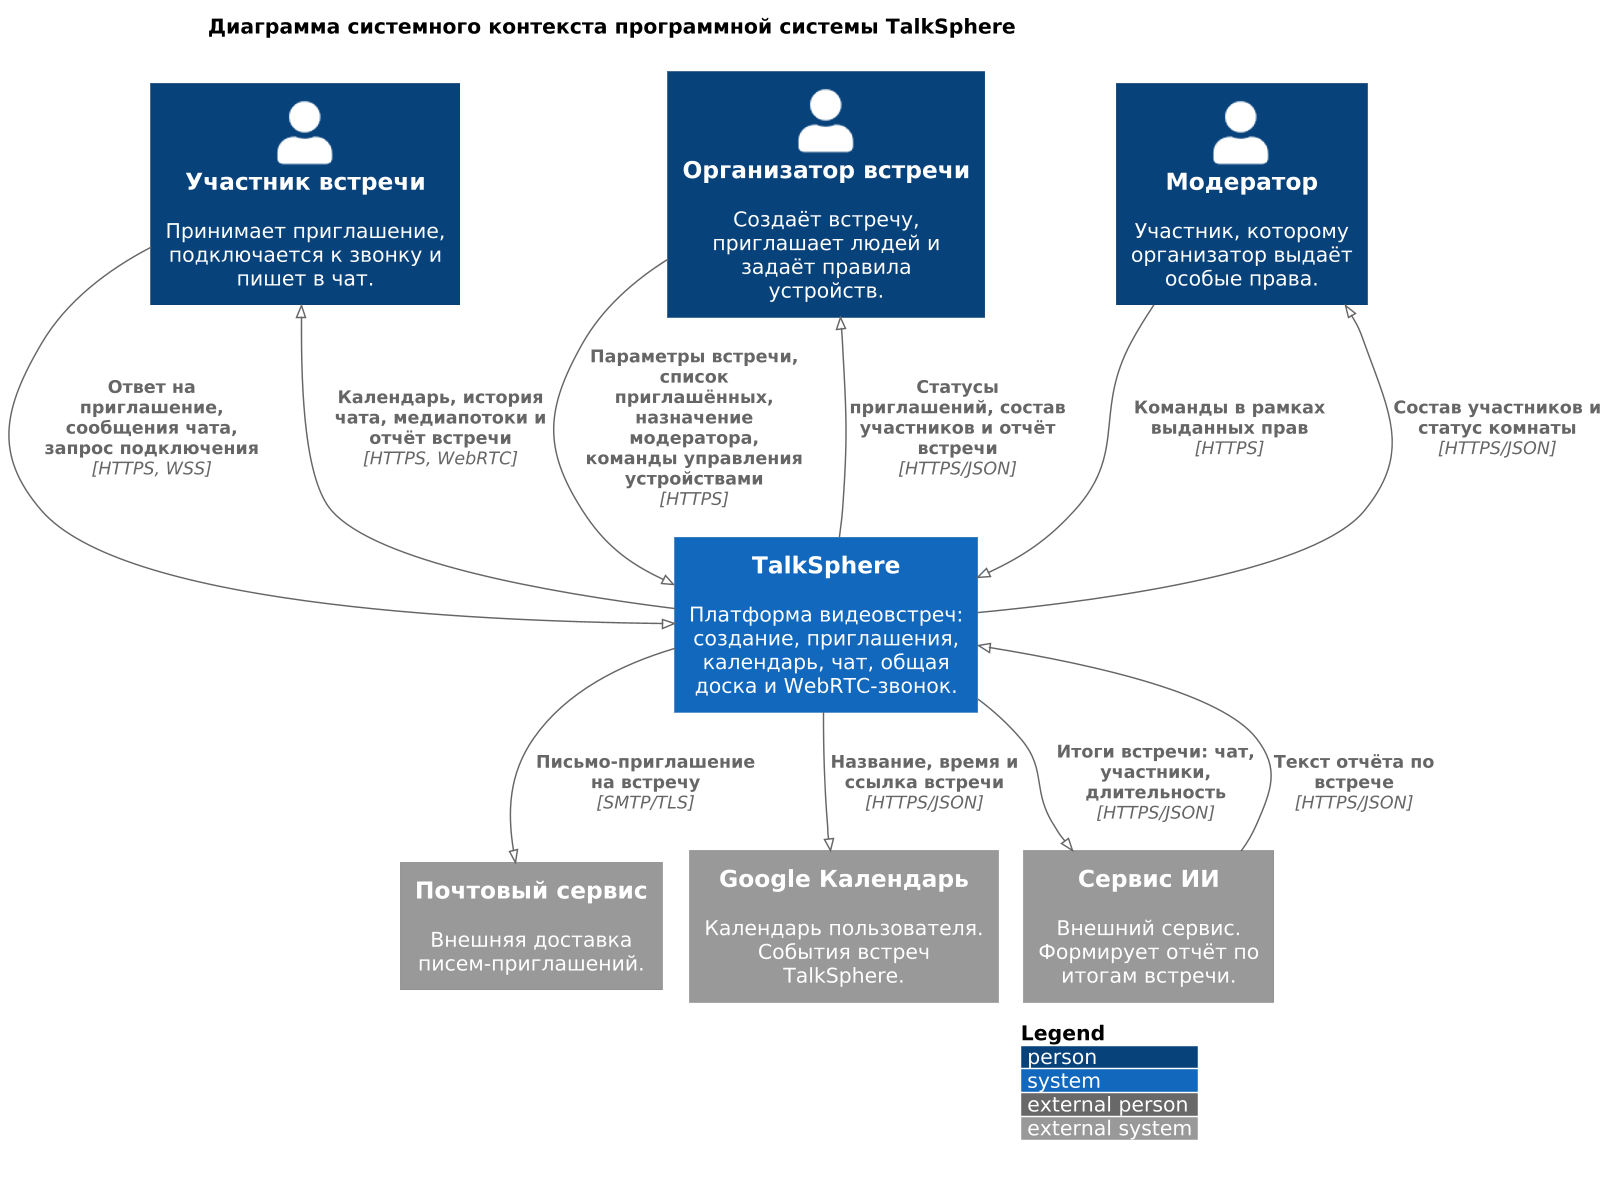 Диаграмма системного контекста программной системы TalkSphere
Участник встречи
Принимает приглашение,
подключается к звонку и
пишет в чат.
Организатор встречи
Создаёт встречу,
приглашает людей и
задаёт правила
устройств.
Модератор
Участник, которому
организатор выдаёт
особые права.
Ответ на
приглашение,
сообщения чата,
запрос подключения
[HTTPS, WSS]
Календарь, история
чата, медиапотоки и
отчёт встречи
[HTTPS, WebRTC]
Параметры встречи,
список
приглашённых,
назначение
модератора,
команды управления
устройствами
[HTTPS]
Статусы
приглашений, состав
участников и отчёт
встречи
[HTTPS/JSON]
Команды в рамках
выданных прав
[HTTPS]
Состав участников и
статус комнаты
[HTTPS/JSON]
TalkSphere
Платформа видеовстреч:
создание, приглашения,
календарь, чат, общая
доска и WebRTC-звонок.
Письмо-приглашение
на встречу
[SMTP/TLS]
Название, время и
ссылка встречи
[HTTPS/JSON]
Итоги встречи: чат,
участники,
длительность
[HTTPS/JSON]
Текст отчёта по
встрече
[HTTPS/JSON]
Почтовый сервис
Внешняя доставка
писем-приглашений.
Google Календарь
Календарь пользователя.
События встреч
TalkSphere.
Сервис ИИ
Внешний сервис.
Формирует отчёт по
итогам встречи.
Legend
person
system
external person
external system